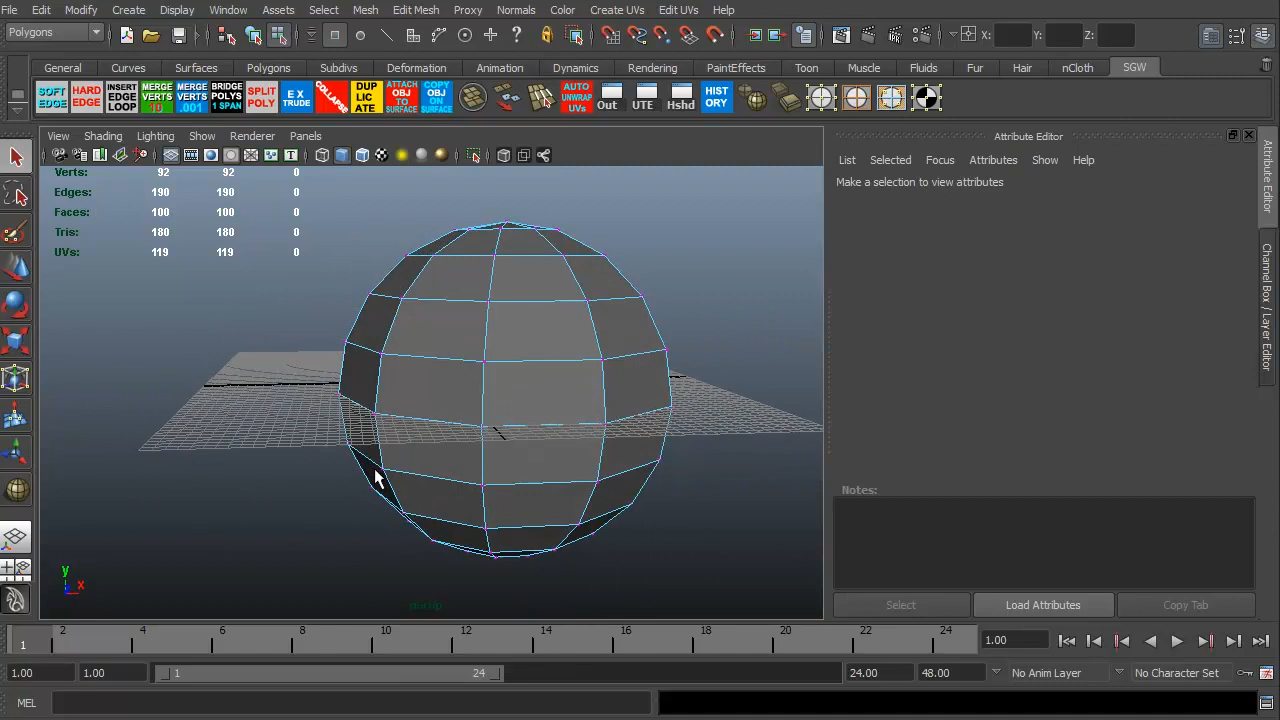 File Edit Modify Create Display Window Assets Select Mesh Edit Mesh Proxy Normals Color Create UVs Edit UVs Help
Polygons X: Y: Z:
General Curves Surfaces Polygons Subdivs Deformation Animation Dynamics Rendering PaintEffects Toon Muscle Fluids Fur Hair nCloth SGW
SOFT EDGE HARD EDGE INSERT EDGE LOOP MERGE VERTS 10 MERGE VERTS .001 BRIDGE POLYS 1 SPAN SPLIT POLY EX TRUDE COLLAPSE DUP LIC ATE ATTACH OBJ TO SURFACE COPY OBJ ON SURFACE AUTO UNWRAP UVs Out UTE Hshd HIST ORY
View Shading Lighting Show Renderer Panels
Attribute Editor
List Selected Focus Attributes Show Help
Make a selection to view attributes
Verts: 92 92 0
Edges: 190 190 0
Faces: 100 100 0
Tris: 180 180 0
UVs: 119 119 0
Attribute Editor
Channel Box / Layer Editor
Notes:
y
x
persp
Select Load Attributes Copy Tab
1 2 4 6 8 10 12 14 16 18 20 22 24 1.00
1.00 1.00 1 24 24.00 48.00 No Anim Layer No Character Set
MEL